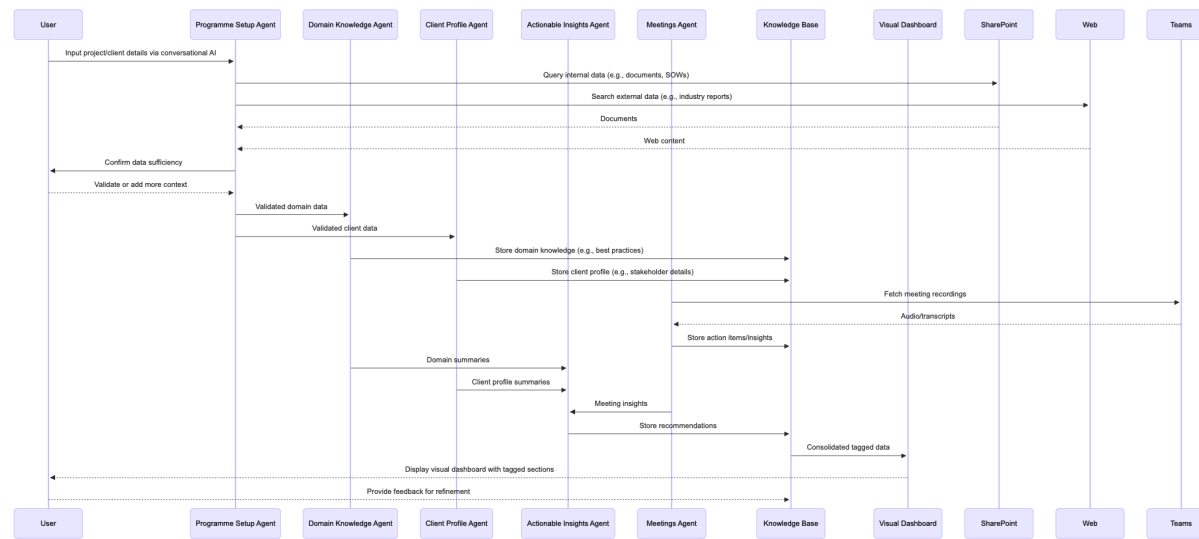 User
Programme Setup Agent
Domain Knowledge Agent
Client Profile Agent
Actionable Insights Agent
Meetings Agent
Knowledge Base
Visual Dashboard
SharePoint
Web
Teams
Input project/client details via conversational AI
Query internal data (e.g., documents, SOWs)
Search external data (e.g., industry reports)
Documents
Web content
Confirm data sufficiency
Validate or add more context
Validated domain data
Validated client data
Store domain knowledge (e.g., best practices)
Store client profile (e.g., stakeholder details)
Fetch meeting recordings
Audio/transcripts
Store action items/insights
Domain summaries
Client profile summaries
Meeting insights
Store recommendations
Consolidated tagged data
Display visual dashboard with tagged sections
Provide feedback for refinement
User
Programme Setup Agent
Domain Knowledge Agent
Client Profile Agent
Actionable Insights Agent
Meetings Agent
Knowledge Base
Visual Dashboard
SharePoint
Web
Teams